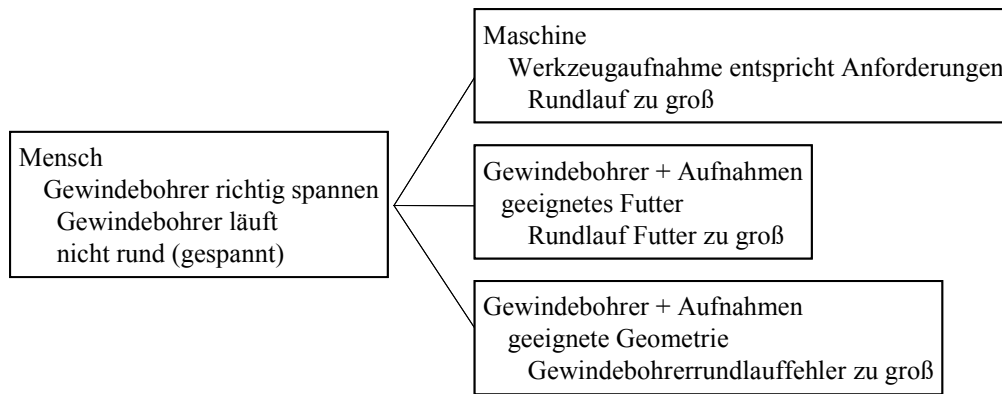 Mensch
Gewindebohrer richtig spannen
Gewindebohrer läuft
nicht rund (gespannt)
Maschine
Werkzeugaufnahme entspricht Anforderungen
Rundlauf zu groß
Gewindebohrer + Aufnahmen
geeignetes Futter
Rundlauf Futter zu groß
Gewindebohrer + Aufnahmen
geeignete Geometrie
Gewindebohrerrundlauffehler zu groß